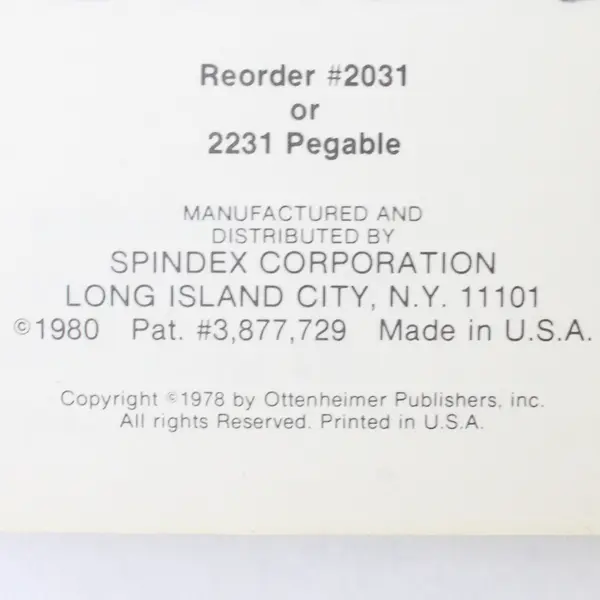 Reorder #2031
or
2231 Pegable
MANUFACTURED AND
DISTRIBUTED BY
SPINDEX CORPORATION
LONG ISLAND CITY, N.Y. 11101
©1980 Pat. #3,877,729 Made in U.S.A.
Copyright ©1978 by Ottenheimer Publishers, inc.
All rights Reserved. Printed in U.S.A.